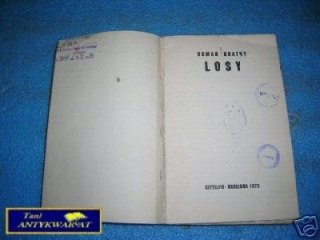 ROMAN BRATNY
LOSY
CZYTELNIK · WARSZAWA 1973
Tani
ANTYKWARIAT